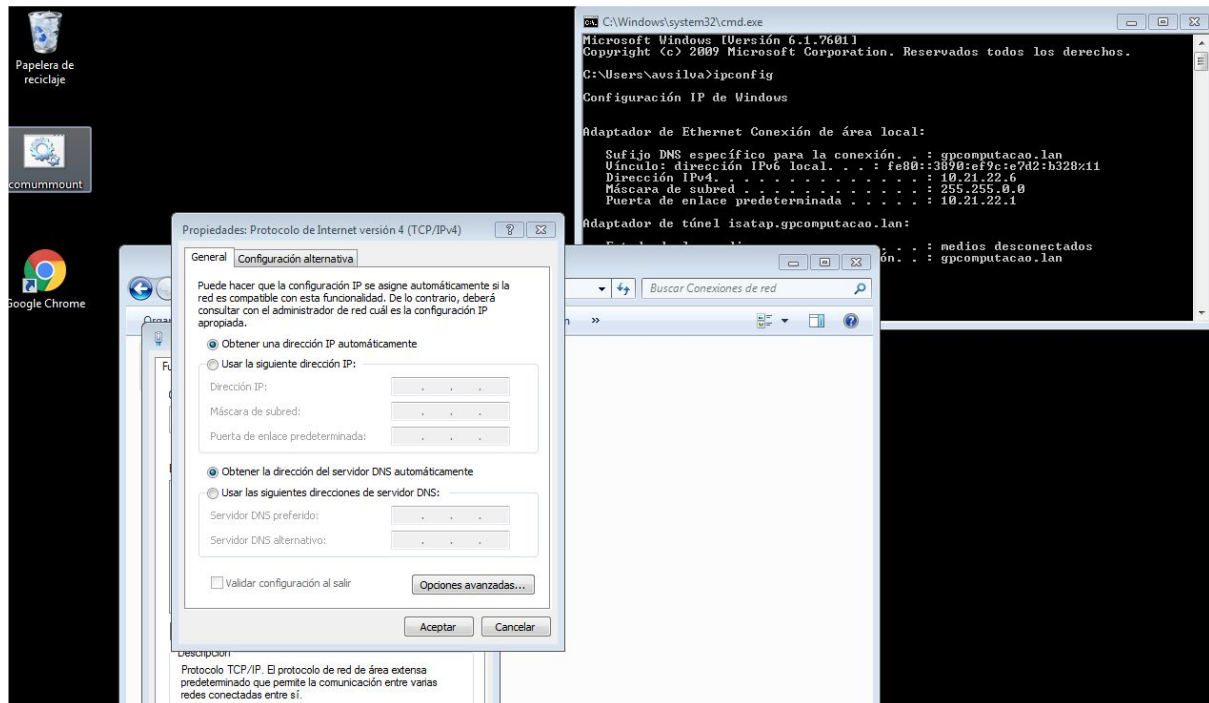 Papelera de
reciclaje
comummount
Google Chrome
C:\Windows\system32\cmd.exe
Microsoft Windows [Versión 6.1.7601]
Copyright (c) 2009 Microsoft Corporation. Reservados todos los derechos.
C:\Users\avsilva>ipconfig
Configuración IP de Windows
Adaptador de Ethernet Conexión de área local:
Sufijo DNS específico para la conexión. . : gpcomputacao.lan
Vínculo: dirección IPv6 local. . . : fe80::3890:ef9c:e7d2:b328%11
Dirección IPv4. . . . . . . . . . . . . . : 10.21.22.6
Máscara de subred . . . . . . . . . . . . : 255.255.0.0
Puerta de enlace predeterminada . . . . . : 10.21.22.1
Adaptador de túnel isatap.gpcomputacao.lan:
. . . : medios desconectados
ón. . : gpcomputacao.lan
Buscar Conexiones de red
Propiedades: Protocolo de Internet versión 4 (TCP/IPv4)
General
Configuración alternativa
Puede hacer que la configuración IP se asigne automáticamente si la
red es compatible con esta funcionalidad. De lo contrario, deberá
consultar con el administrador de red cuál es la configuración IP
apropiada.
Obtener una dirección IP automáticamente
Usar la siguiente dirección IP:
Dirección IP:
Máscara de subred:
Puerta de enlace predeterminada:
Obtener la dirección del servidor DNS automáticamente
Usar las siguientes direcciones de servidor DNS:
Servidor DNS preferido:
Servidor DNS alternativo:
Validar configuración al salir
Opciones avanzadas...
Aceptar
Cancelar
Descripción
Protocolo TCP/IP. El protocolo de red de área extensa
predeterminado que permite la comunicación entre varias
redes conectadas entre sí.